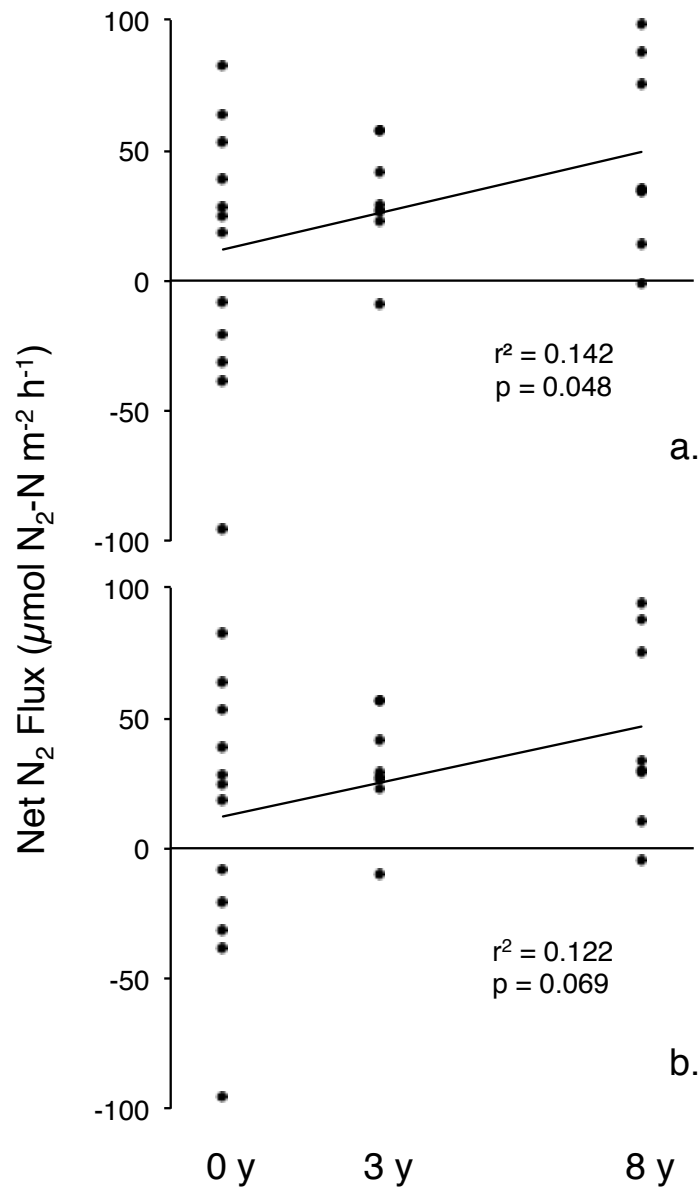 Net N₂ Flux (µmol N₂-N m⁻² h⁻¹)
100
50
0
-50
-100
r² = 0.142
p = 0.048
a.
100
50
0
-50
-100
r² = 0.122
p = 0.069
b.
0 y 3 y 8 y